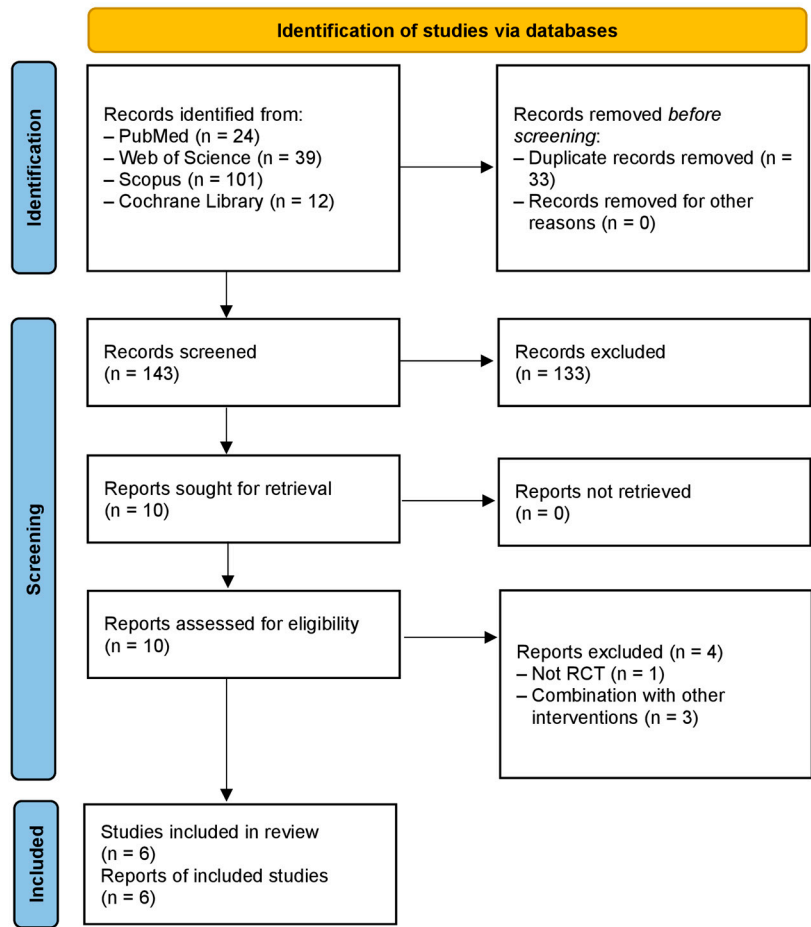 Identification of studies via databases
Identification
Records identified from:
– PubMed (n = 24)
– Web of Science (n = 39)
– Scopus (n = 101)
– Cochrane Library (n = 12)
Records removed before
screening:
– Duplicate records removed (n =
33)
– Records removed for other
reasons (n = 0)
Screening
Records screened
(n = 143)
Records excluded
(n = 133)
Reports sought for retrieval
(n = 10)
Reports not retrieved
(n = 0)
Reports assessed for eligibility
(n = 10)
Reports excluded (n = 4)
– Not RCT (n = 1)
– Combination with other
interventions (n = 3)
Included
Studies included in review
(n = 6)
Reports of included studies
(n = 6)